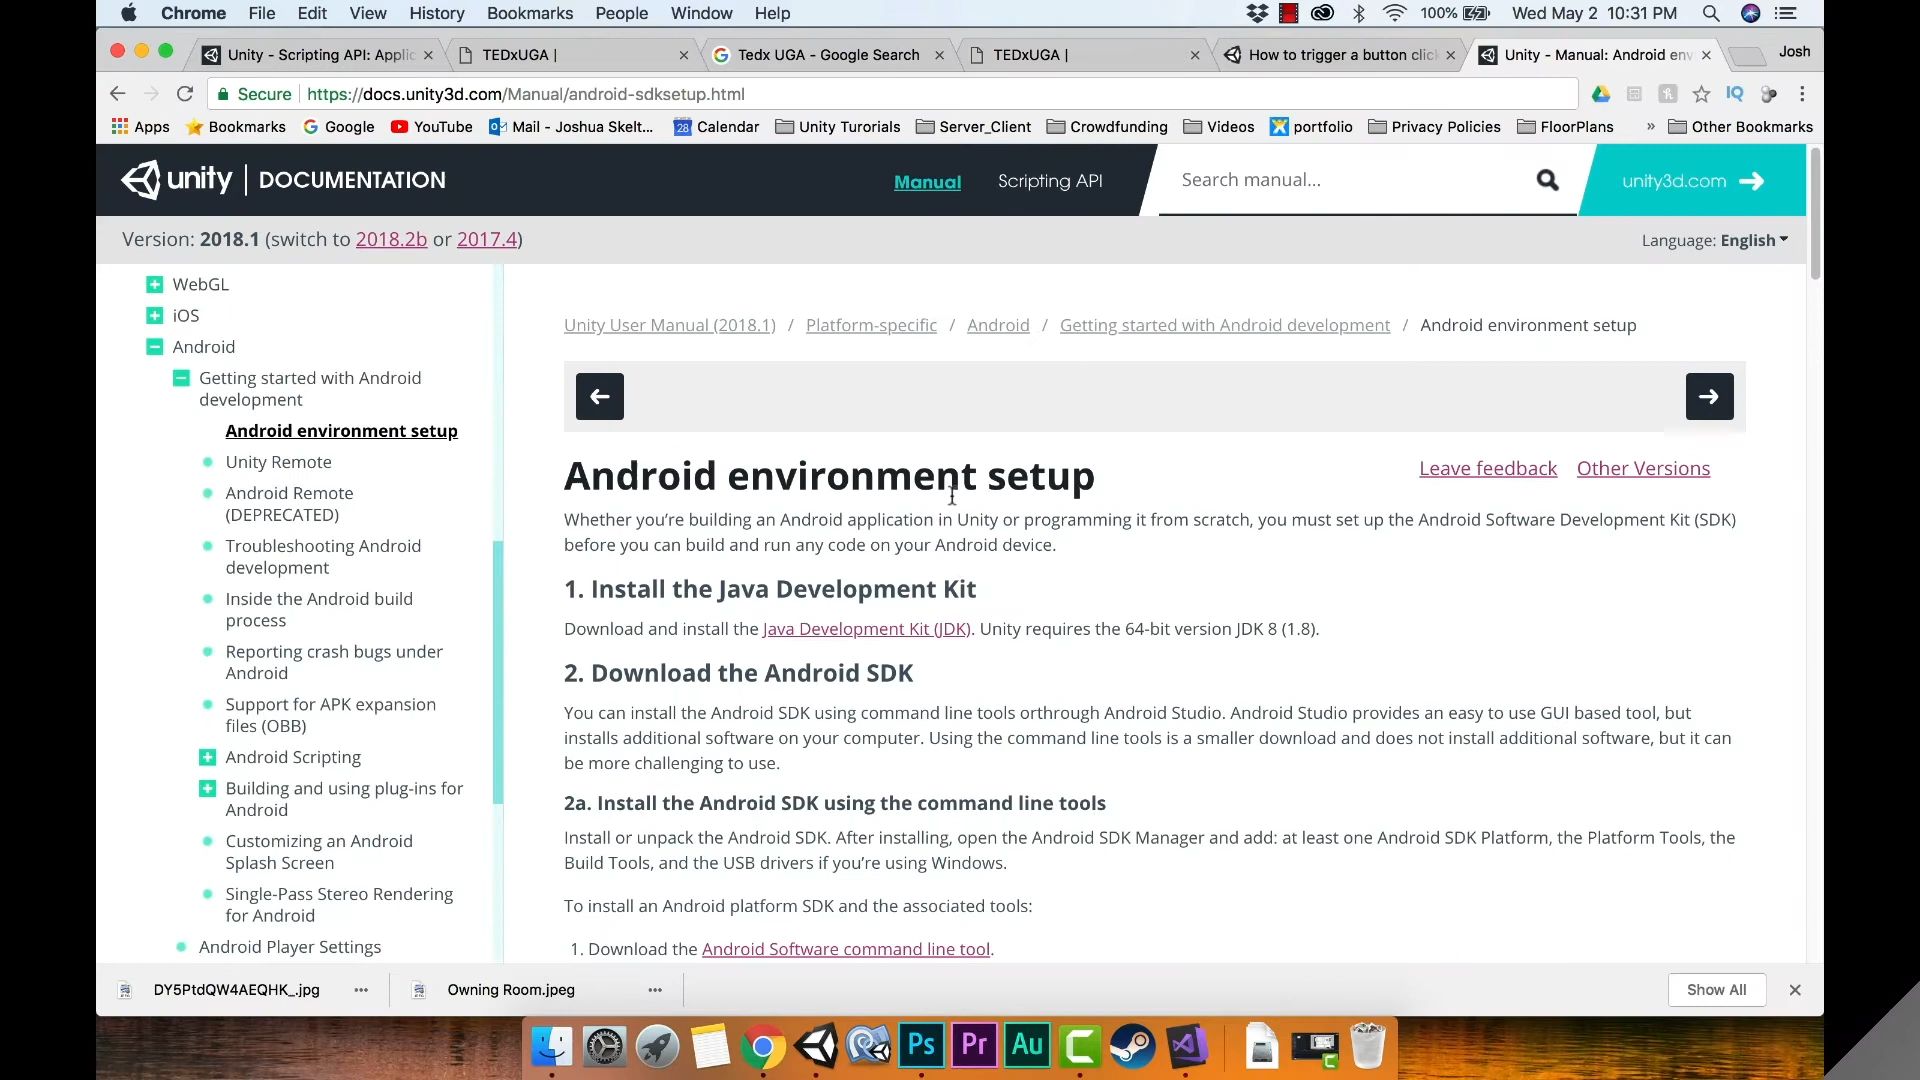 Chrome File Edit View History Bookmarks People Window Help 100% Wed May 2 10:31 PM
Unity - Scripting API: Applic TEDxUGA | Tedx UGA - Google Search TEDxUGA | How to trigger a button click Unity - Manual: Android env Josh
Secure https://docs.unity3d.com/Manual/android-sdksetup.html
Apps Bookmarks Google YouTube Mail - Joshua Skelt... 28 Calendar Unity Turorials Server_Client Crowdfunding Videos portfolio Privacy Policies FloorPlans » Other Bookmarks
unity | DOCUMENTATION Manual Scripting API Search manual... unity3d.com
Version: 2018.1 (switch to 2018.2b or 2017.4) Language: English
WebGL
iOS
Android
Getting started with Android
development
Android environment setup
Unity Remote
Android Remote
(DEPRECATED)
Troubleshooting Android
development
Inside the Android build
process
Reporting crash bugs under
Android
Support for APK expansion
files (OBB)
Android Scripting
Building and using plug-ins for
Android
Customizing an Android
Splash Screen
Single-Pass Stereo Rendering
for Android
Android Player Settings
Unity User Manual (2018.1) / Platform-specific / Android / Getting started with Android development / Android environment setup
Android environment setup
Leave feedback Other Versions
Whether you’re building an Android application in Unity or programming it from scratch, you must set up the Android Software Development Kit (SDK)
before you can build and run any code on your Android device.
1. Install the Java Development Kit
Download and install the Java Development Kit (JDK). Unity requires the 64-bit version JDK 8 (1.8).
2. Download the Android SDK
You can install the Android SDK using command line tools orthrough Android Studio. Android Studio provides an easy to use GUI based tool, but
installs additional software on your computer. Using the command line tools is a smaller download and does not install additional software, but it can
be more challenging to use.
2a. Install the Android SDK using the command line tools
Install or unpack the Android SDK. After installing, open the Android SDK Manager and add: at least one Android SDK Platform, the Platform Tools, the
Build Tools, and the USB drivers if you’re using Windows.
To install an Android platform SDK and the associated tools:
1. Download the Android Software command line tool.
DY5PtdQW4AEQHK_.jpg Owning Room.jpeg Show All
Ps Pr Au